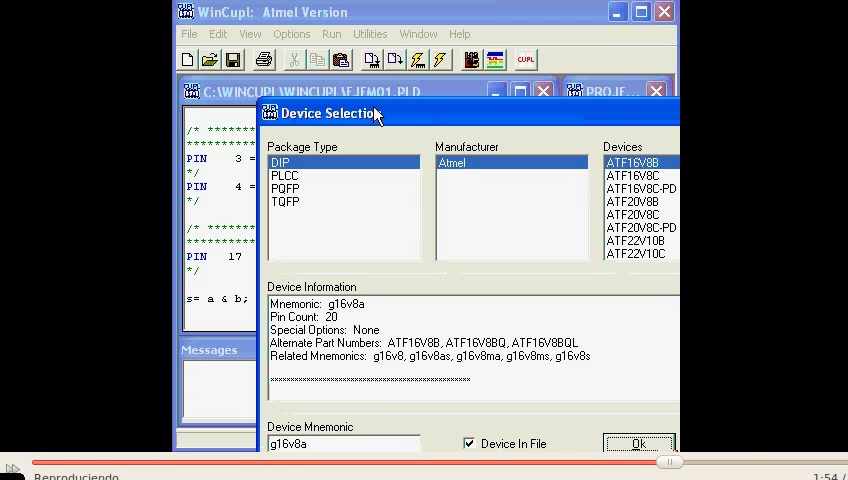 WinCupl: Atmel Version
File Edit View Options Run Utilities Window Help
CUPL
C:\WINCUPL\WINCUPL\EJEM01.PLD
PROJE...
Device Selection
/* *******
*********
PIN 3 =
*/
PIN 4 =
*/
/* *******
*********
PIN 17
*/
s= a & b;
Messages
Package Type
DIP
PLCC
PQFP
TQFP
Manufacturer
Atmel
Devices
ATF16V8B
ATF16V8C
ATF16V8C-PD
ATF20V8B
ATF20V8C
ATF20V8C-PD
ATF22V10B
ATF22V10C
Device Information
Mnemonic: g16v8a
Pin Count: 20
Special Options: None
Alternate Part Numbers: ATF16V8B, ATF16V8BQ, ATF16V8BQL
Related Mnemonics: g16v8, g16v8as, g16v8ma, g16v8ms, g16v8s
Device Mnemonic
g16v8a
Device In File
Ok
Reproduciendo
1:54 /